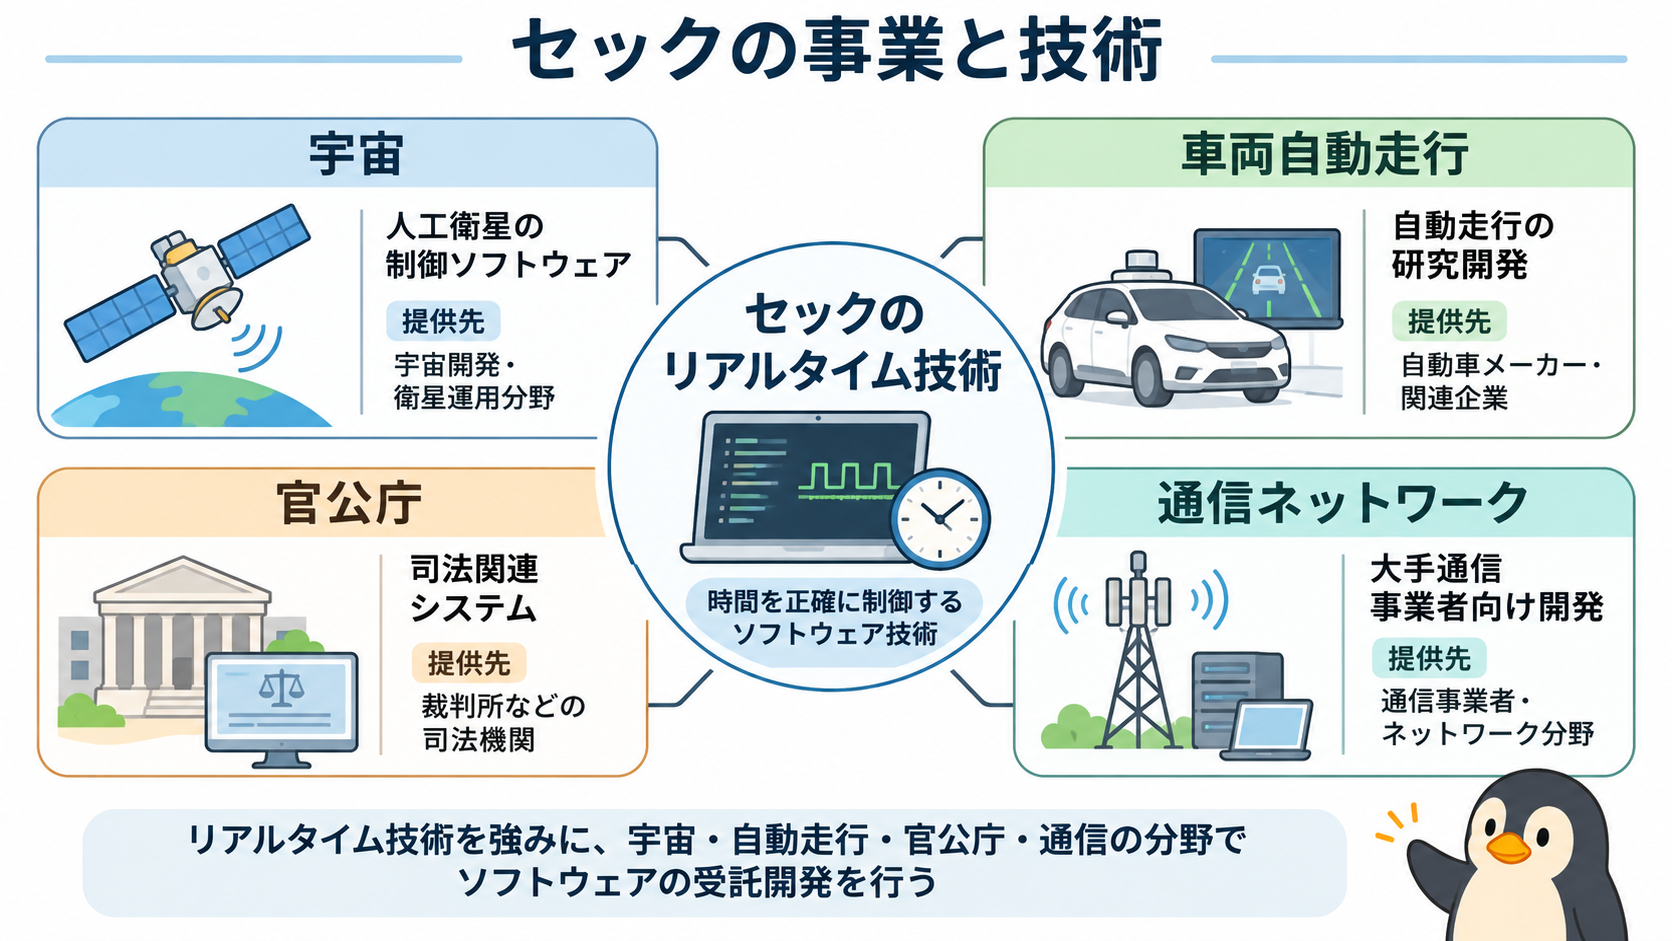 セックの事業と技術
宇宙
人工衛星の
制御ソフトウェア
提供先
宇宙開発・
衛星運用分野
車両自動走行
自動走行の
研究開発
提供先
自動車メーカー・
関連企業
セックの
リアルタイム技術
時間を正確に制御する
ソフトウェア技術
官公庁
司法関連
システム
提供先
裁判所などの
司法機関
通信ネットワーク
大手通信
事業者向け開発
提供先
通信事業者・
ネットワーク分野
リアルタイム技術を強みに、宇宙・自動走行・官公庁・通信の分野で
ソフトウェアの受託開発を行う